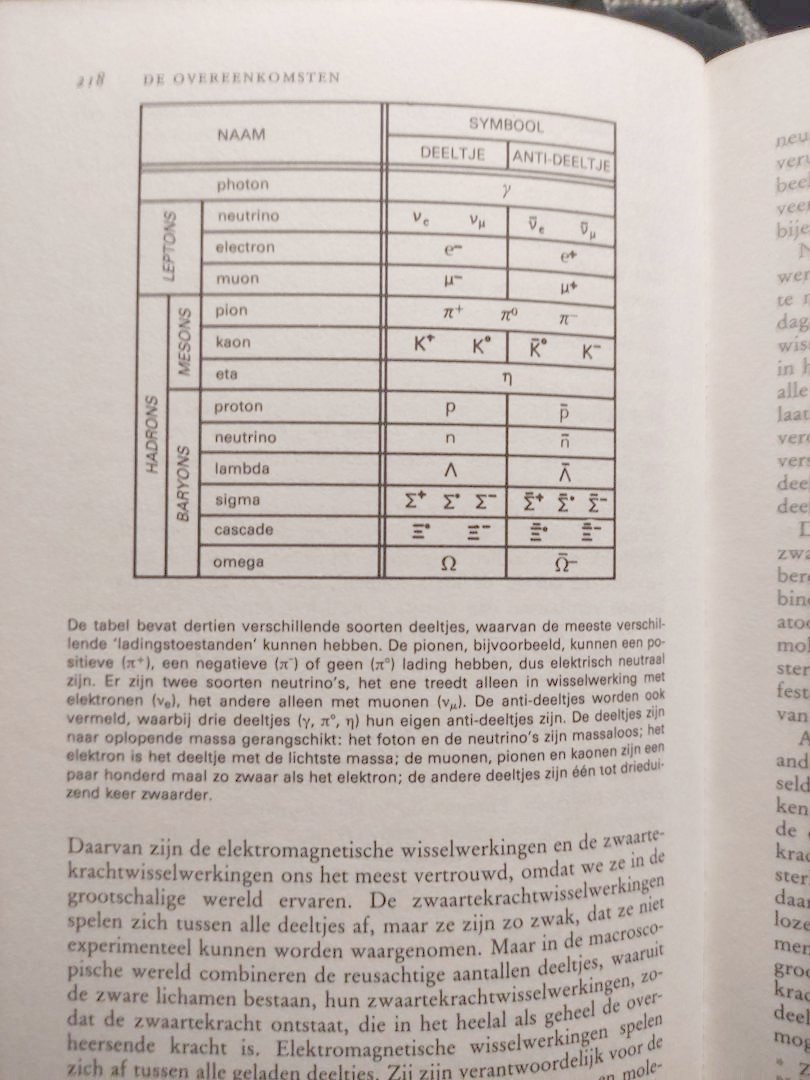 218 DE OVEREENKOMSTEN
NAAM SYMBOOL
DEELTJE ANTI-DEELTJE
photon γ
LEPTONS
neutrino νe νμ ν̄e ν̄μ
electron e− e+
muon μ− μ+
HADRONS
MESONS
pion π+ π0 π−
kaon K+ K° K̄° K−
eta η
BARYONS
proton p p̄
neutrino n n̄
lambda Λ Λ̄
sigma Σ+ Σ° Σ− Σ̄+ Σ̄° Σ̄−
cascade Ξ° Ξ− Ξ̄° Ξ̄−
omega Ω Ω̄−
De tabel bevat dertien verschillende soorten deeltjes, waarvan de meeste verschil-
lende 'ladingstoestanden' kunnen hebben. De pionen, bijvoorbeeld, kunnen een po-
sitieve (π+), een negatieve (π−) of geen (π°) lading hebben, dus elektrisch neutraal
zijn. Er zijn twee soorten neutrino's, het ene treedt alleen in wisselwerking met
elektronen (νe), het andere alleen met muonen (νμ). De anti-deeltjes worden ook
vermeld, waarbij drie deeltjes (γ, π°, η) hun eigen anti-deeltjes zijn. De deeltjes zijn
naar oplopende massa gerangschikt: het foton en de neutrino's zijn massaloos; het
elektron is het deeltje met de lichtste massa; de muonen, pionen en kaonen zijn een
paar honderd maal zo zwaar als het elektron; de andere deeltjes zijn één tot driedui-
zend keer zwaarder.
Daarvan zijn de elektromagnetische wisselwerkingen en de zwaarte-
krachtwisselwerkingen ons het meest vertrouwd, omdat we ze in de
grootschalige wereld ervaren. De zwaartekrachtwisselwerkingen
spelen zich tussen alle deeltjes af, maar ze zijn zo zwak, dat ze niet
experimenteel kunnen worden waargenomen. Maar in de macrosco-
pische wereld combineren de reusachtige aantallen deeltjes, waaruit
de zware lichamen bestaan, hun zwaartekrachtwisselwerkingen, zo-
dat de zwaartekracht ontstaat, die in het heelal als geheel de over-
heersende kracht is. Elektromagnetische wisselwerkingen spelen
zich af tussen alle geladen deeltjes. Zij zijn verantwoordelijk voor de